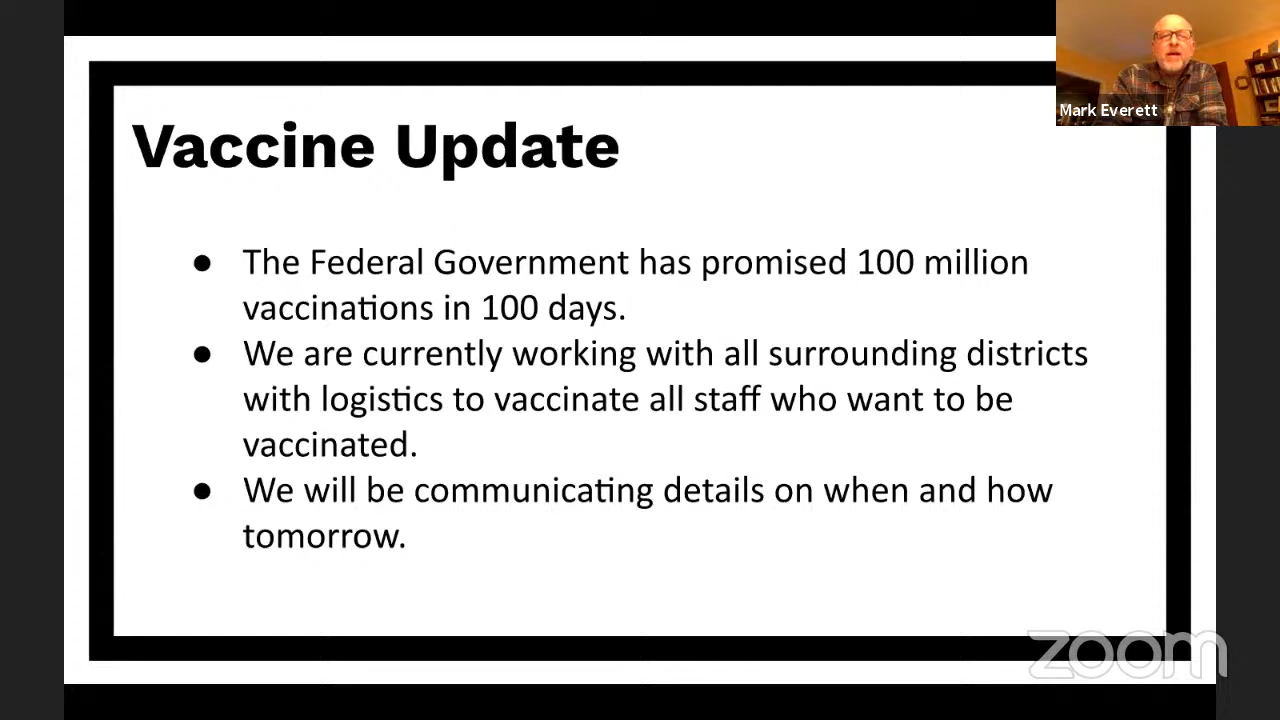 Vaccine Update
● The Federal Government has promised 100 million
vaccinations in 100 days.
● We are currently working with all surrounding districts
with logistics to vaccinate all staff who want to be
vaccinated.
● We will be communicating details on when and how
tomorrow.
Mark Everett
zoom